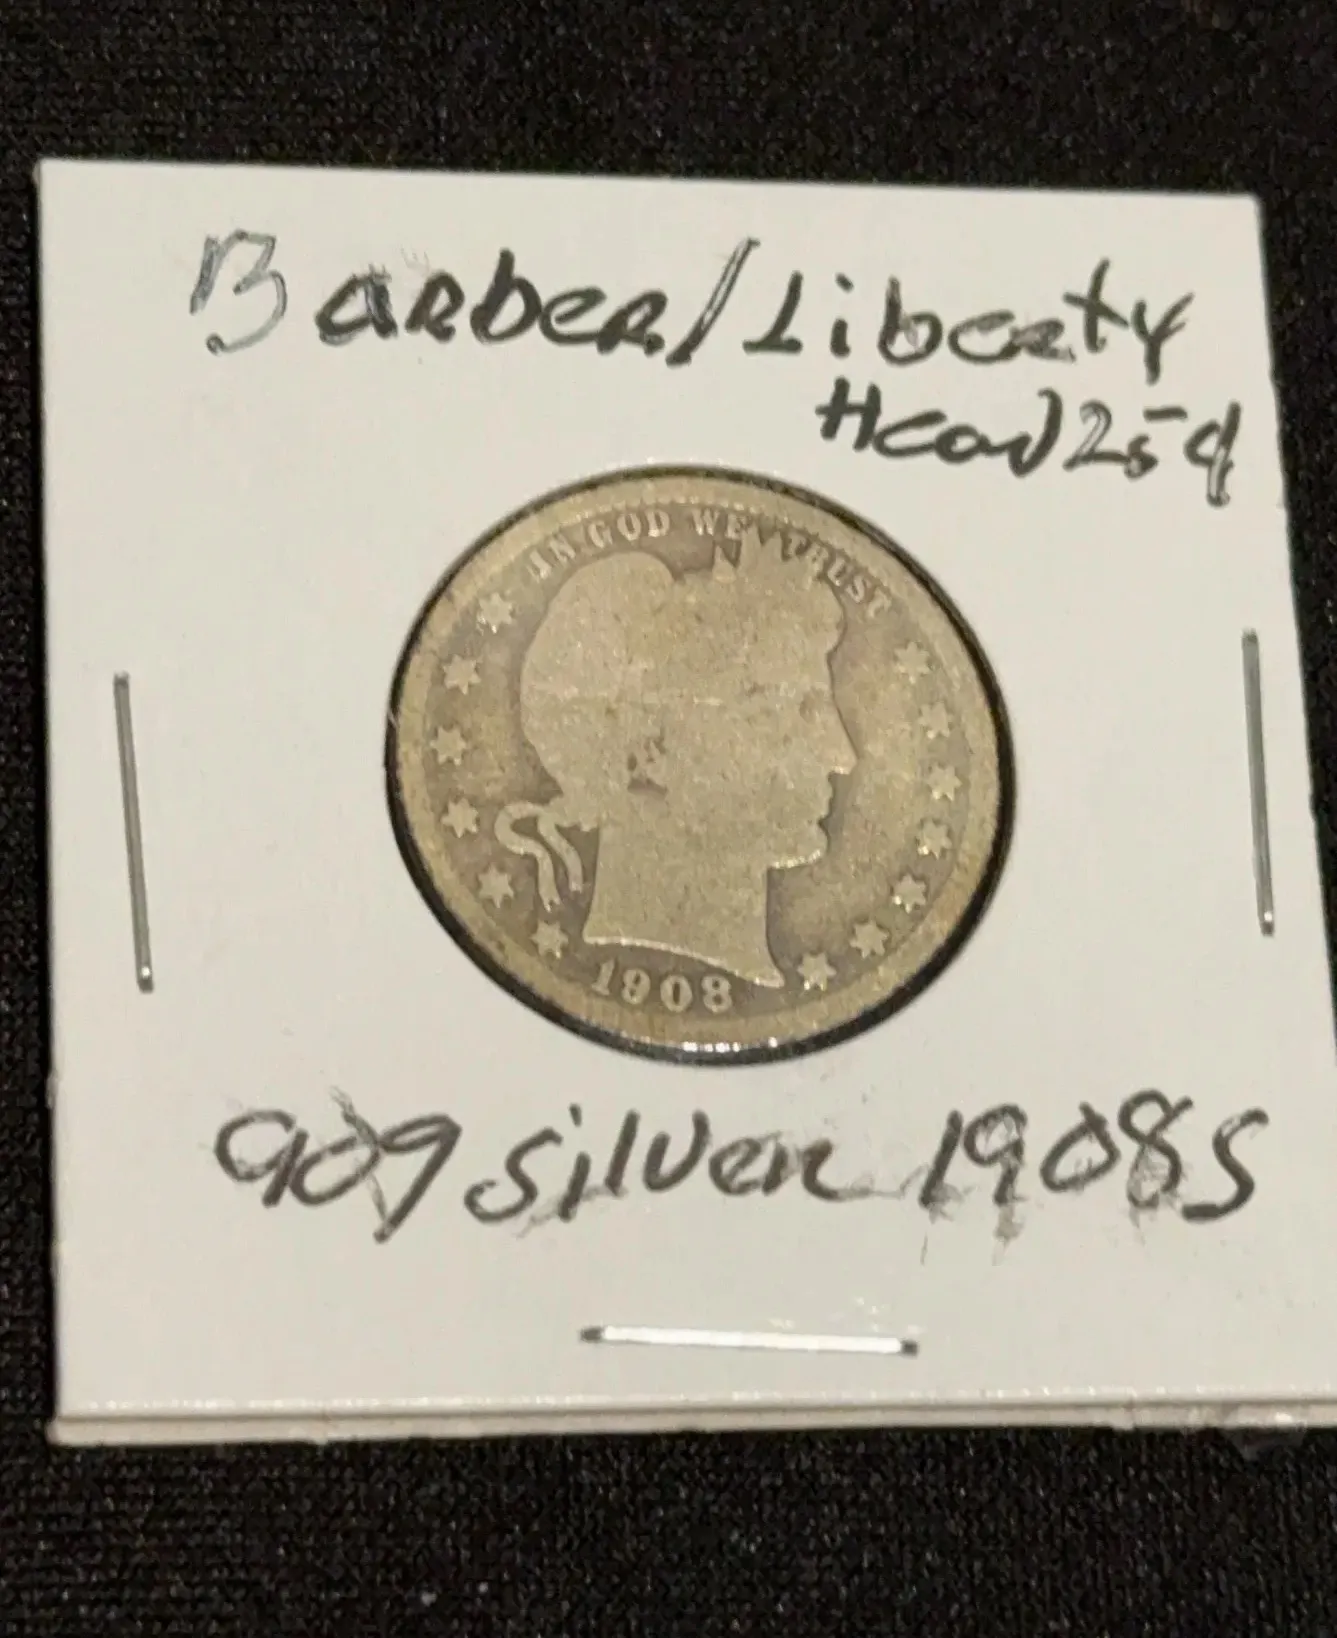 Barber/Liberty
Head 25¢
IN GOD WE TRUST
1908
90% silver 1908s